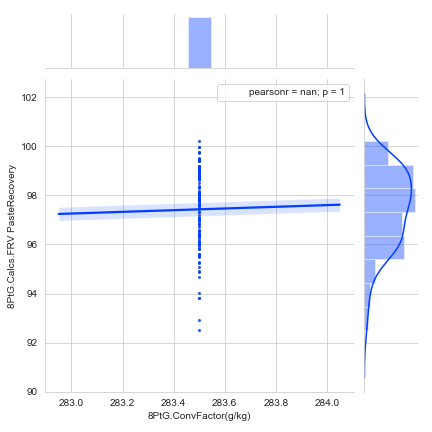 pearsonr = nan; p = 1
102
100
98
96
94
92
90
8PtG.Calcs.FRV PasteRecovery
283.0 283.2 283.4 283.6 283.8 284.0
8PtG.ConvFactor(g/kg)